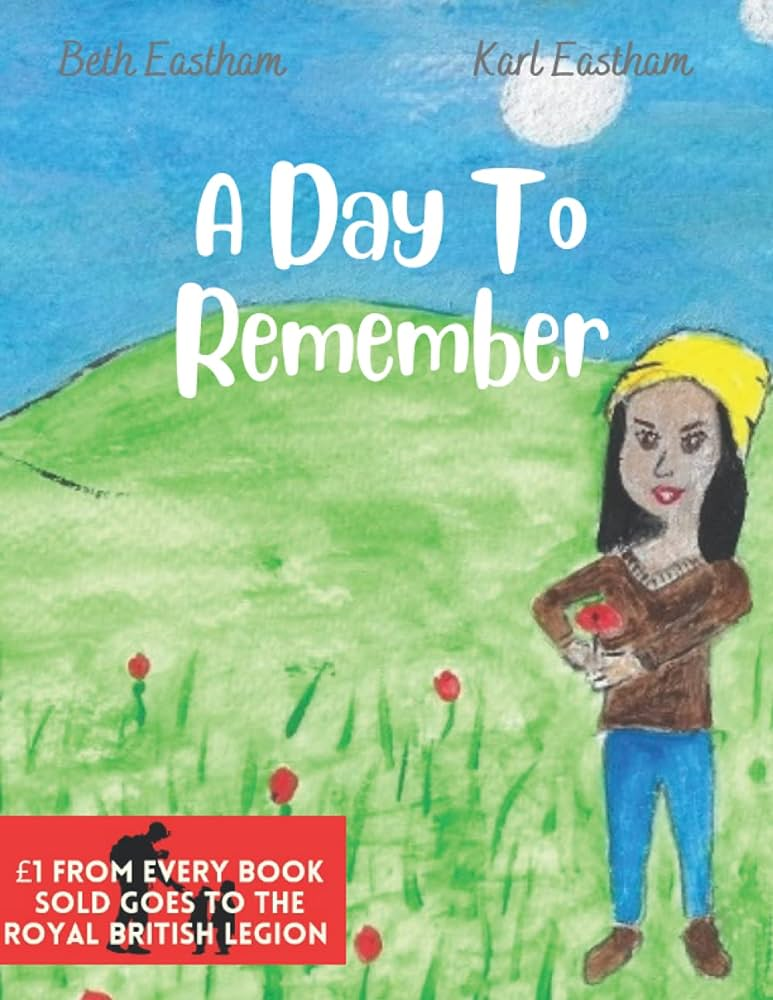 Beth Eastham Karl Eastham
A Day To
Remember
£1 FROM EVERY BOOK
SOLD GOES TO THE
ROYAL BRITISH LEGION